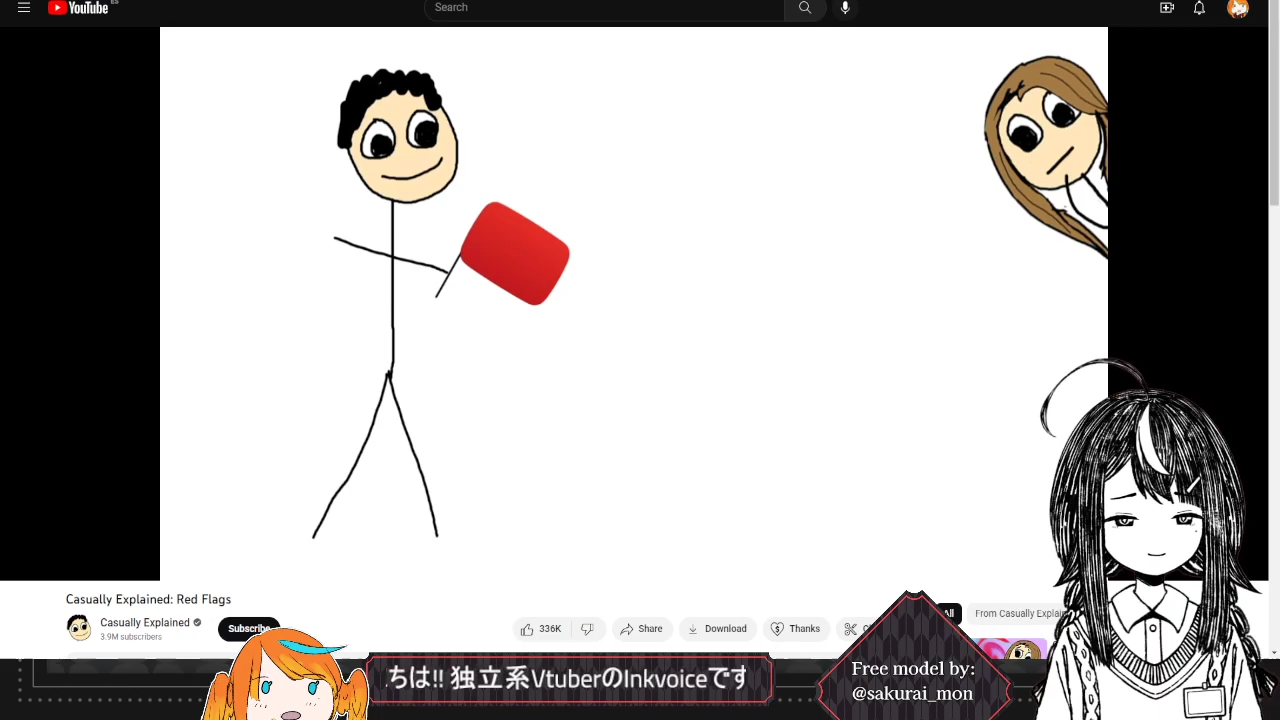 YouTube ES
Search
Casually Explained: Red Flags
Casually Explained
3.9M subscribers
Subscribe
336K
Share
Download
Thanks
All
From Casually Explain
ちは!! 独立系VtuberのInkvoiceです
Free model by:
@sakurai_mon